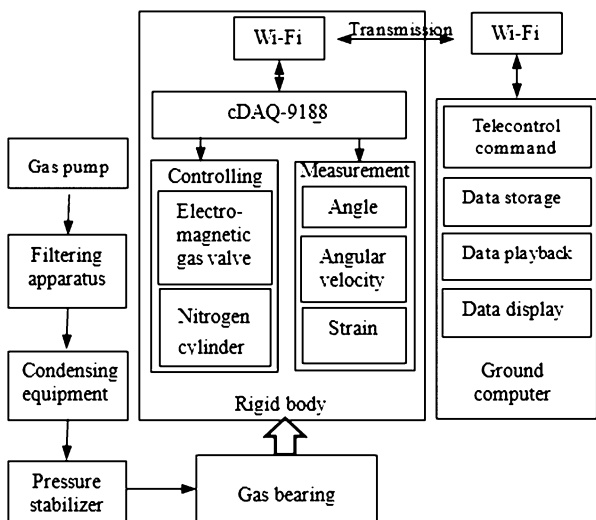 Wi-Fi
Transmission
Wi-Fi
cDAQ-9188
Gas pump
Filtering
apparatus
Condensing
equipment
Pressure
stabilizer
Controlling
Electro-
magnetic
gas valve
Nitrogen
cylinder
Measurement
Angle
Angular
velocity
Strain
Rigid body
Gas bearing
Telecontrol
command
Data storage
Data playback
Data display
Ground
computer